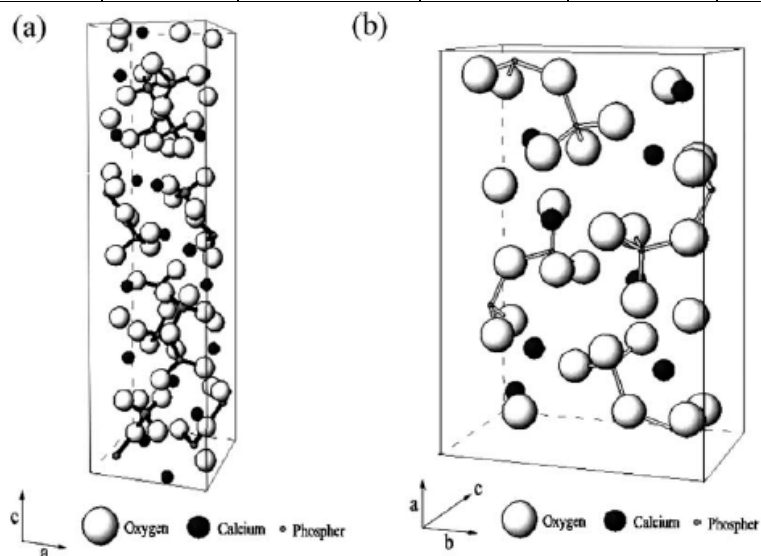 (a)
(b)
c
a
Oxygen
Calcium
Phospher
a
c
b
Oxygen
Calcium
Phospher